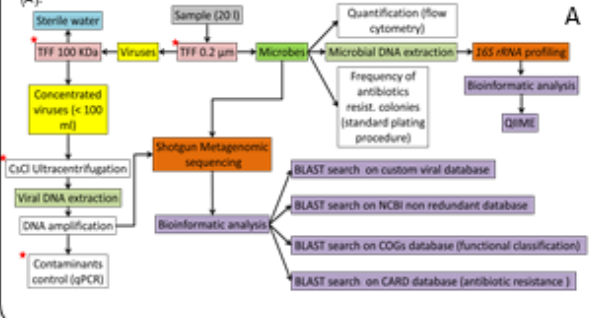 (A).
A
Sterile water
Sample (20 l)
Quantification (flow
cytometry)
TFF 100 KDa
Viruses
TFF 0.2 µm
Microbes
Microbial DNA extraction
16S rRNA profiling
Bioinformatic analysis
QIIME
Frequency of
antibiotics
resist. colonies
(standard plating
procedure)
Concentrated
viruses (< 100
ml)
Shotgun Metagenomic
sequencing
CsCl Ultracentrifugation
Viral DNA extraction
DNA amplification
Contaminants
control (qPCR)
Bioinformatic analysis
BLAST search on custom viral database
BLAST search on NCBI non redundant database
BLAST search on COGs database (functional classification)
BLAST search on CARD database (antibiotic resistance )